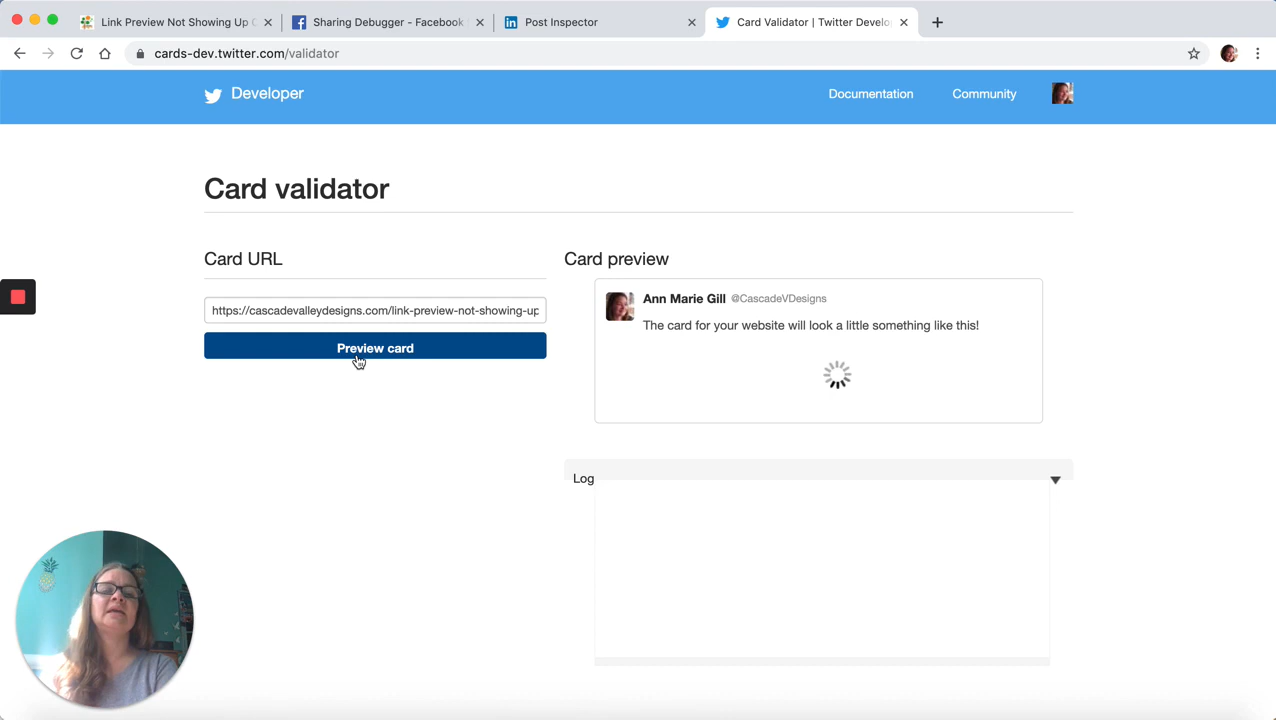 Link Preview Not Showing Up
Sharing Debugger - Facebook
Post Inspector
Card Validator | Twitter Develo
cards-dev.twitter.com/validator
Developer
Documentation
Community
Card validator
Card URL
Card preview
https://cascadevalleydesigns.com/link-preview-not-showing-up
Preview card
Ann Marie Gill @CascadeVDesigns
The card for your website will look a little something like this!
Log